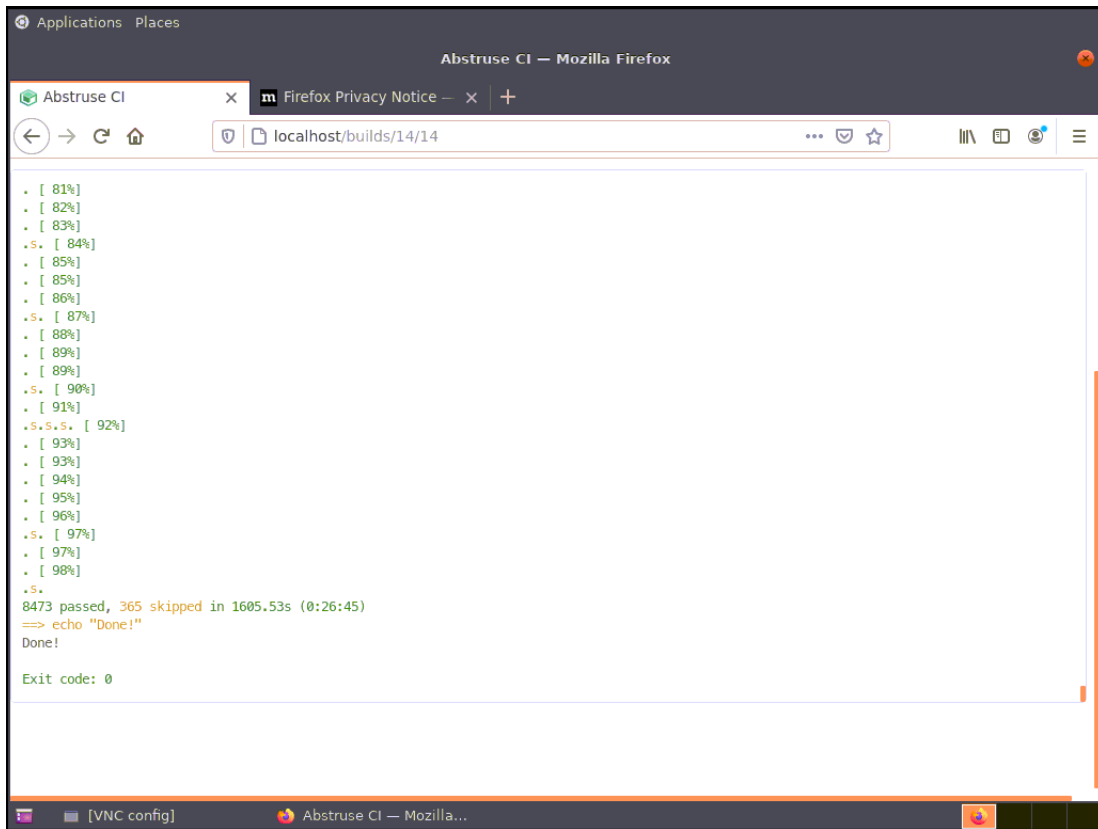 Applications Places
Abstruse CI — Mozilla Firefox
Abstruse CI
m Firefox Privacy Notice —
localhost/builds/14/14
. [ 81%]
. [ 82%]
. [ 83%]
.s. [ 84%]
. [ 85%]
. [ 85%]
. [ 86%]
.s. [ 87%]
. [ 88%]
. [ 89%]
. [ 89%]
.s. [ 90%]
. [ 91%]
.s.s.s. [ 92%]
. [ 93%]
. [ 93%]
. [ 94%]
. [ 95%]
. [ 96%]
.s. [ 97%]
. [ 97%]
. [ 98%]
.s.
8473 passed, 365 skipped in 1605.53s (0:26:45)
==> echo "Done!"
Done!
Exit code: 0
[VNC config] Abstruse CI — Mozilla...